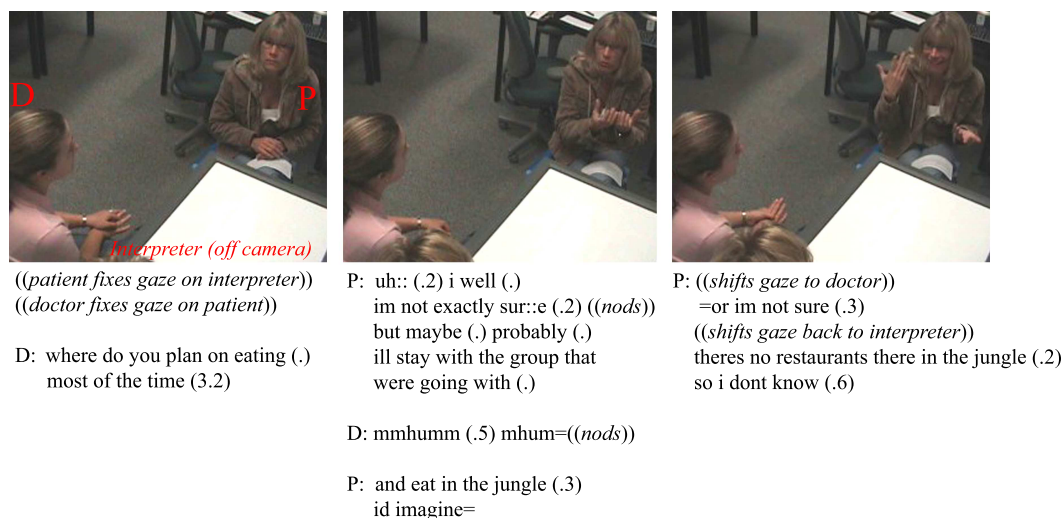 D
P
Interpreter (off camera)
((patient fixes gaze on interpreter))
((doctor fixes gaze on patient))
D: where do you plan on eating (.)
most of the time (3.2)
P: uh:: (.2) i well (.)
im not exactly sur::e (.2) ((nods))
but maybe (.) probably (.)
ill stay with the group that
were going with (.)
D: mmhumm (.5) mhum=((nods))
P: and eat in the jungle (.3)
id imagine=
P: ((shifts gaze to doctor))
=or im not sure (.3)
((shifts gaze back to interpreter))
theres no restaurants there in the jungle (.2)
so i dont know (.6)